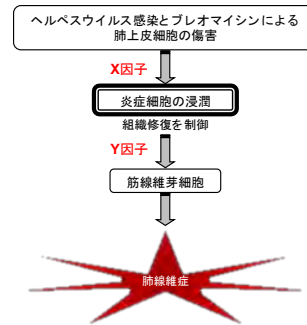 ヘルペスウイルス感染とブレオマイシンによる
肺上皮細胞の傷害
X因子
炎症細胞の浸潤
組織修復を制御
Y因子
筋線維芽細胞
肺線維症